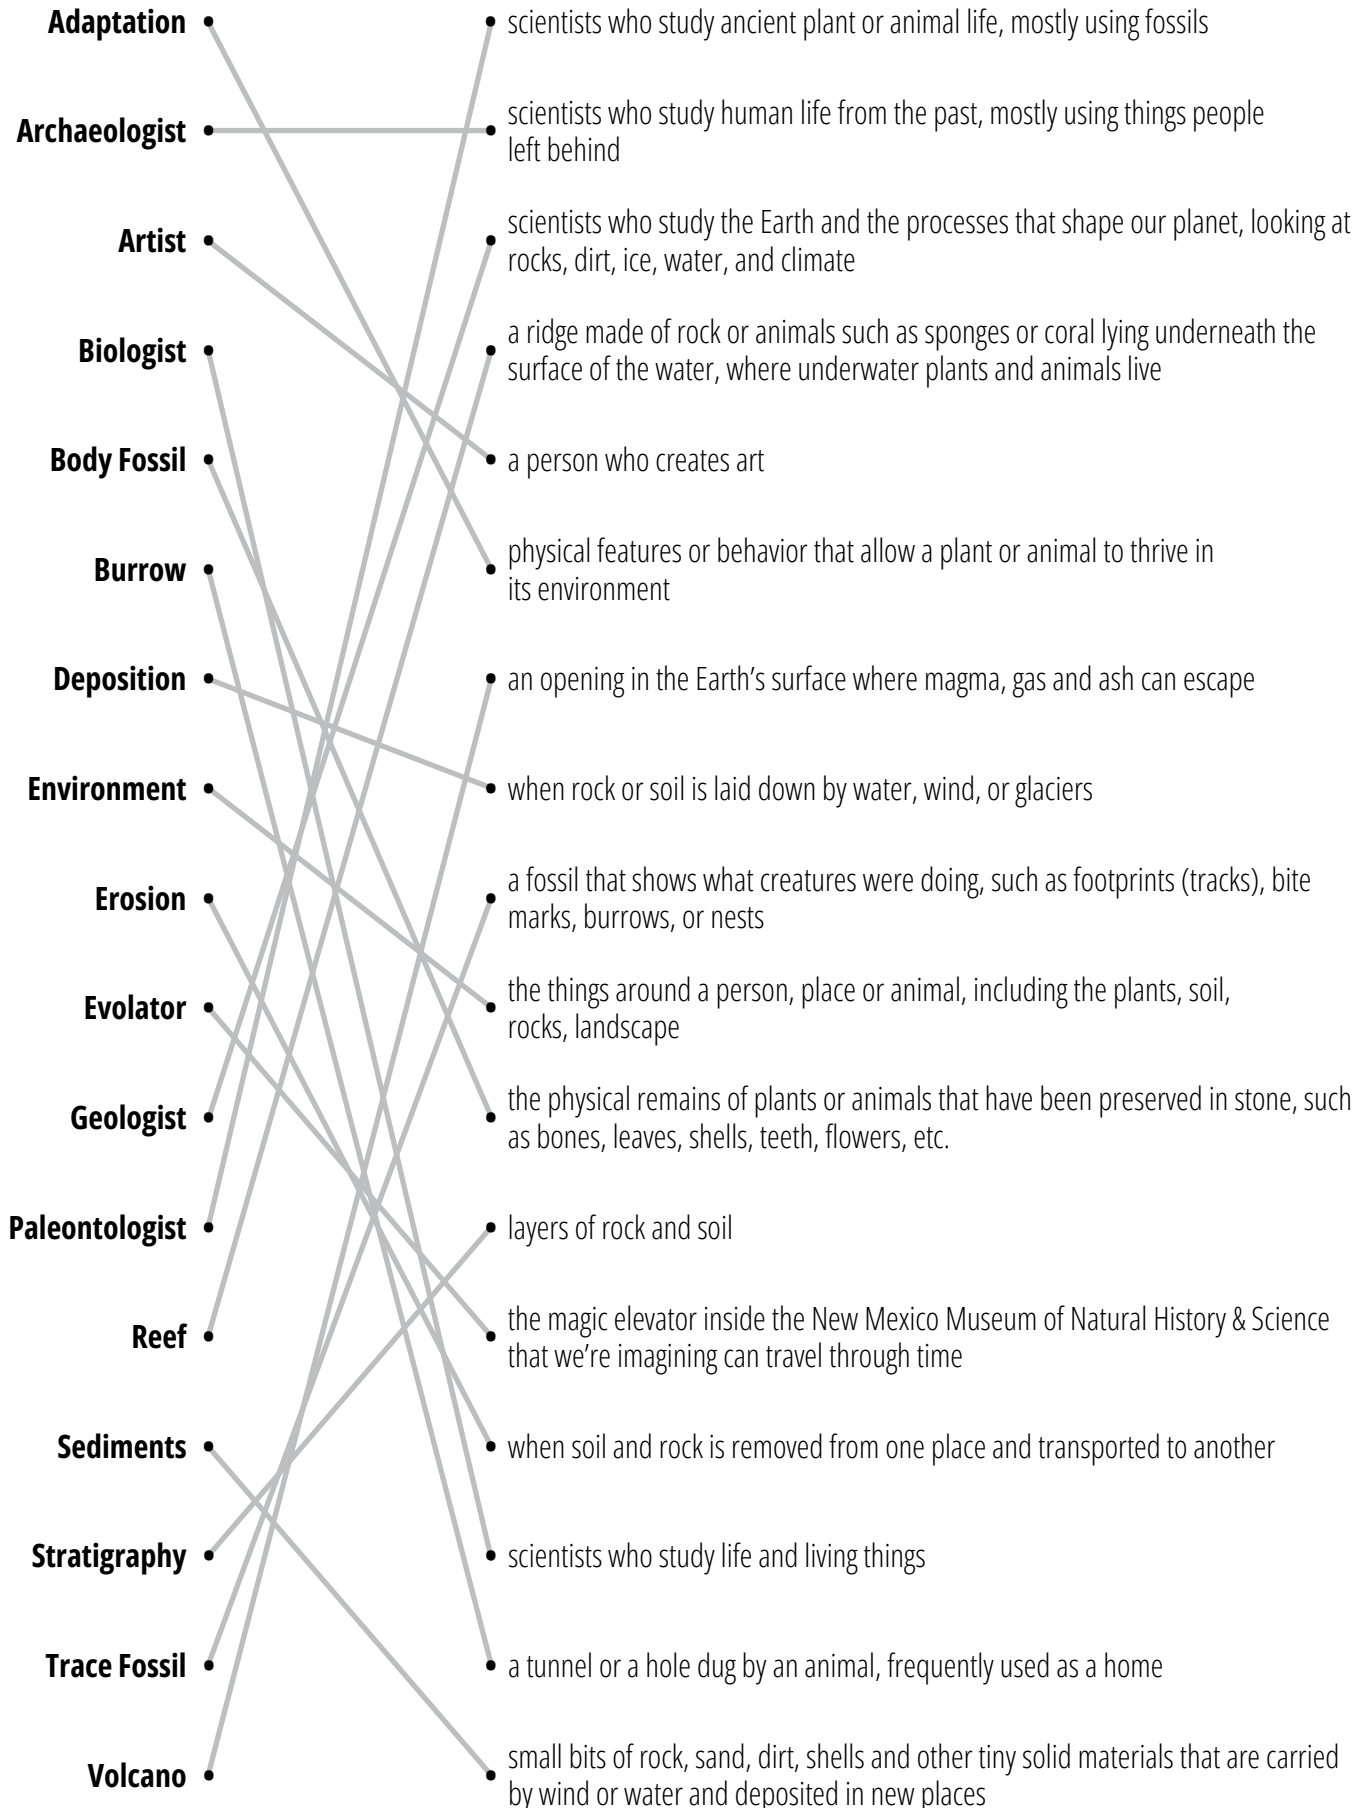 Adaptation
scientists who study ancient plant or animal life, mostly using fossils
Archaeologist
scientists who study human life from the past, mostly using things people
left behind
Artist
scientists who study the Earth and the processes that shape our planet, looking at
rocks, dirt, ice, water, and climate
Biologist
a ridge made of rock or animals such as sponges or coral lying underneath the
surface of the water, where underwater plants and animals live
Body Fossil
a person who creates art
Burrow
physical features or behavior that allow a plant or animal to thrive in
its environment
Deposition
an opening in the Earth’s surface where magma, gas and ash can escape
Environment
when rock or soil is laid down by water, wind, or glaciers
Erosion
a fossil that shows what creatures were doing, such as footprints (tracks), bite
marks, burrows, or nests
Evolator
the things around a person, place or animal, including the plants, soil,
rocks, landscape
Geologist
the physical remains of plants or animals that have been preserved in stone, such
as bones, leaves, shells, teeth, flowers, etc.
Paleontologist
layers of rock and soil
Reef
the magic elevator inside the New Mexico Museum of Natural History & Science
that we’re imagining can travel through time
Sediments
when soil and rock is removed from one place and transported to another
Stratigraphy
scientists who study life and living things
Trace Fossil
a tunnel or a hole dug by an animal, frequently used as a home
Volcano
small bits of rock, sand, dirt, shells and other tiny solid materials that are carried
by wind or water and deposited in new places